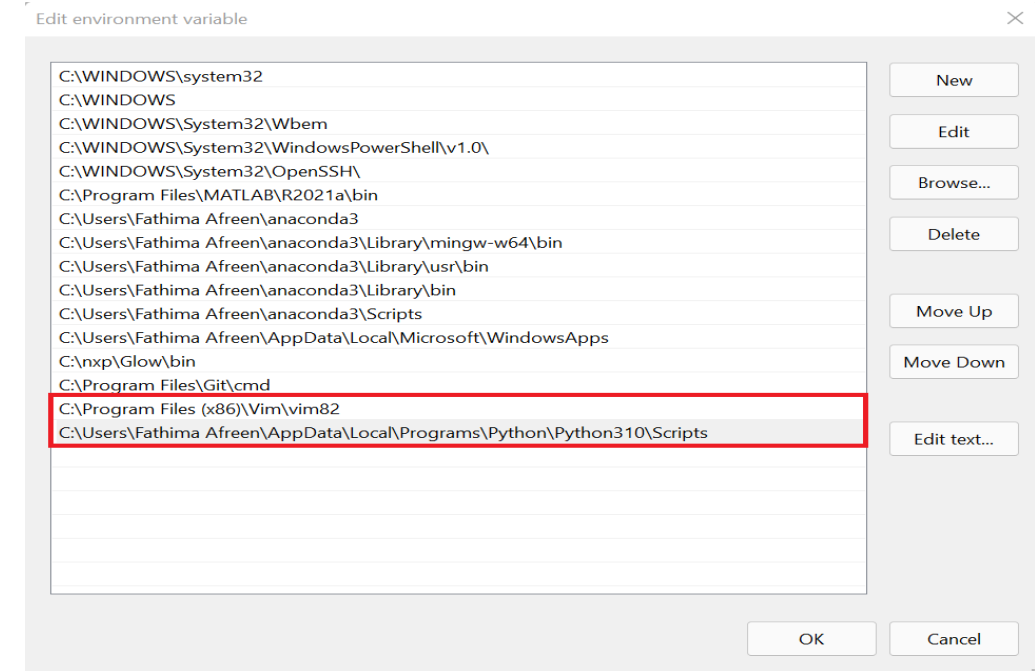 Edit environment variable
C:\WINDOWS\system32
C:\WINDOWS
C:\WINDOWS\System32\Wbem
C:\WINDOWS\System32\WindowsPowerShell\v1.0\
C:\WINDOWS\System32\OpenSSH\
C:\Program Files\MATLAB\R2021a\bin
C:\Users\Fathima Afreen\anaconda3
C:\Users\Fathima Afreen\anaconda3\Library\mingw-w64\bin
C:\Users\Fathima Afreen\anaconda3\Library\usr\bin
C:\Users\Fathima Afreen\anaconda3\Library\bin
C:\Users\Fathima Afreen\anaconda3\Scripts
C:\Users\Fathima Afreen\AppData\Local\Microsoft\WindowsApps
C:\nxp\Glow\bin
C:\Program Files\Git\cmd
C:\Program Files (x86)\Vim\vim82
C:\Users\Fathima Afreen\AppData\Local\Programs\Python\Python310\Scripts
New
Edit
Browse...
Delete
Move Up
Move Down
Edit text...
OK
Cancel